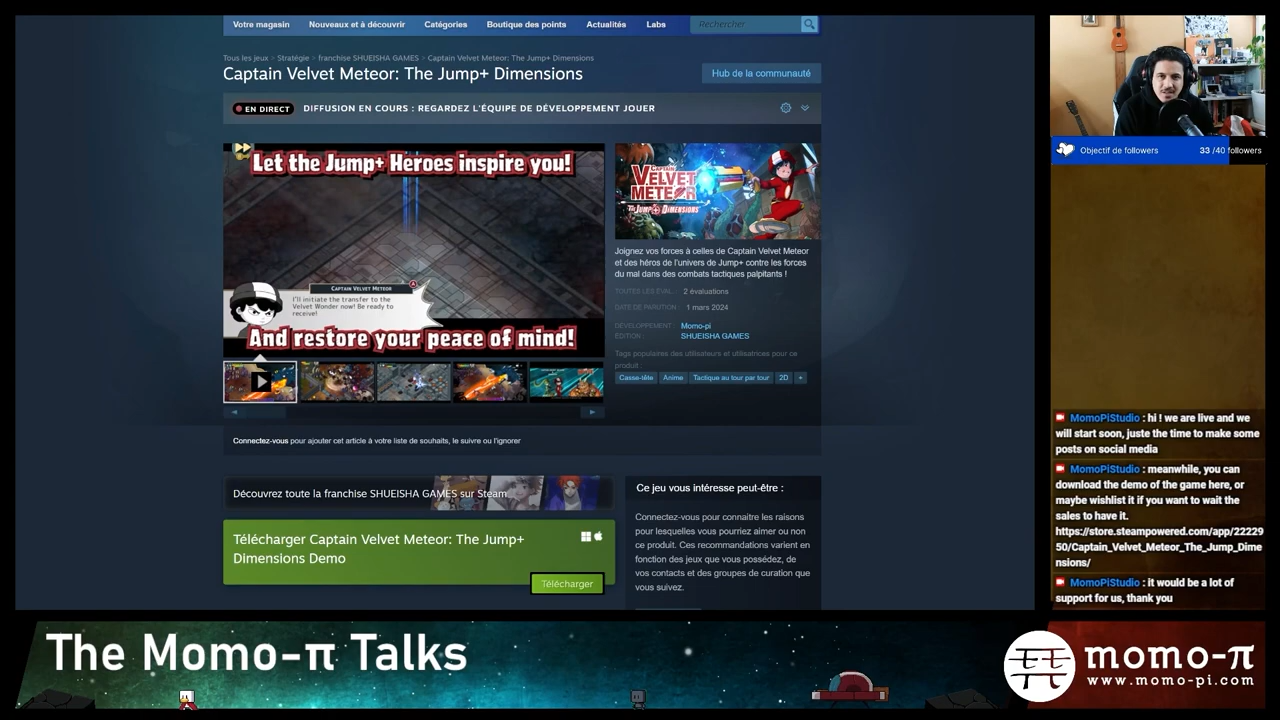 Votre magasin Nouveaux et à découvrir Catégories Boutique des points Actualités Labs Rechercher
Tous les jeux > Stratégie > franchise SHUEISHA GAMES > Captain Velvet Meteor: The Jump+ Dimensions
Captain Velvet Meteor: The Jump+ Dimensions
Hub de la communauté
EN DIRECT DIFFUSION EN COURS : REGARDEZ L'ÉQUIPE DE DÉVELOPPEMENT JOUER
Let the Jump+ Heroes inspire you!
CAPTAIN VELVET METEOR
I'll initiate the transfer to the
Velvet Wonder now! Be ready to
receive!
And restore your peace of mind!
CAPTAIN
VELVET
METEOR
THE JUMP+ DIMENSIONS
Joignez vos forces à celles de Captain Velvet Meteor
et des héros de l'univers de Jump+ contre les forces
du mal dans des combats tactiques palpitants !
TOUTES LES ÉVAL. : 2 évaluations
DATE DE PARUTION : 1 mars 2024
DÉVELOPPEMENT : Momo-pi
ÉDITION : SHUEISHA GAMES
Tags populaires des utilisateurs et utilisatrices pour ce
produit :
Casse-tête Anime Tactique au tour par tour 2D +
Connectez-vous pour ajouter cet article à votre liste de souhaits, le suivre ou l'ignorer
Découvrez toute la franchise SHUEISHA GAMES sur Steam
Télécharger Captain Velvet Meteor: The Jump+
Dimensions Demo
Télécharger
Ce jeu vous intéresse peut-être :
Connectez-vous pour connaitre les raisons
pour lesquelles vous pourriez aimer ou non
ce produit. Ces recommandations varient en
fonction des jeux que vous possédez, de
vos contacts et des groupes de curation que
vous suivez.
Objectif de followers 33 /40 followers
MomoPiStudio : hi ! we are live and we
will start soon, juste the time to make some
posts on social media
MomoPiStudio : meanwhile, you can
download the demo of the game here, or
maybe wishlist it if you want to wait the
sales to have it.
https://store.steampowered.com/app/22229
50/Captain_Velvet_Meteor_The_Jump_Dime
nsions/
MomoPiStudio : it would be a lot of
support for us, thank you
The Momo-π Talks
momo-π
www.momo-pi.com